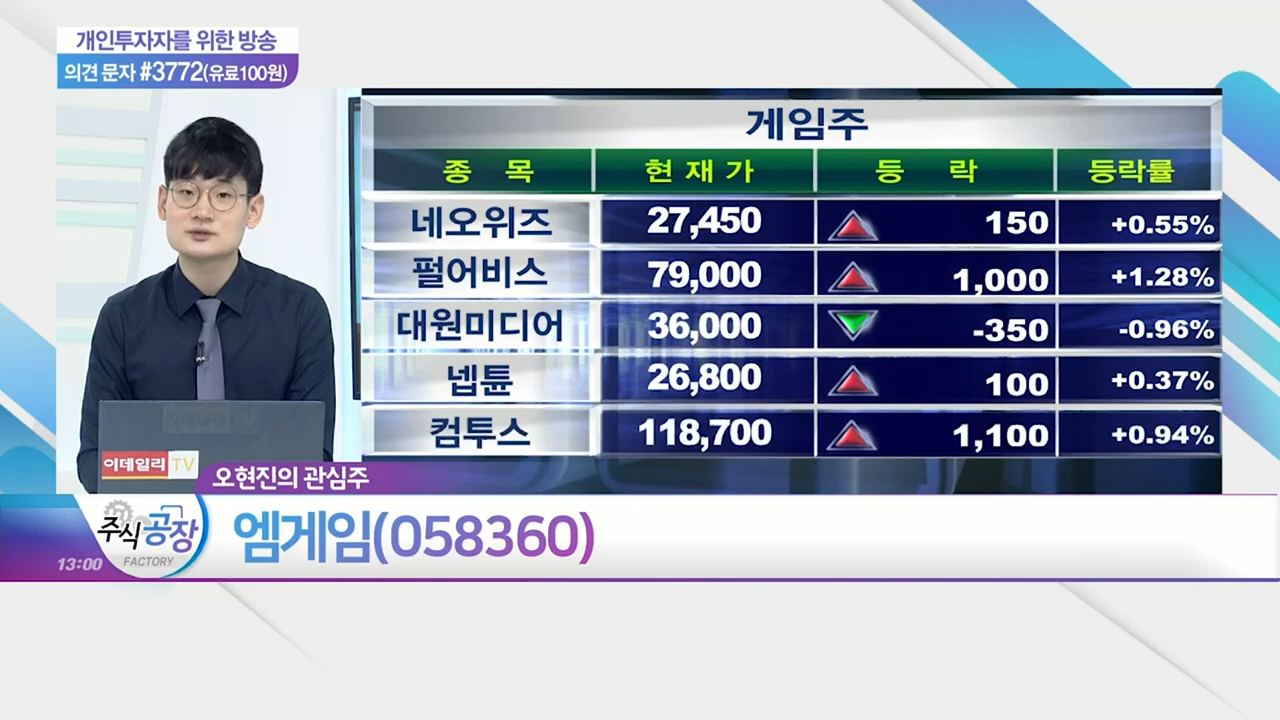 개인투자자를 위한 방송
의견 문자 #3772(유료100원)
게임주
종 목 현 재 가 등 락 등락률
네오위즈 27,450 150 +0.55%
펄어비스 79,000 1,000 +1.28%
대원미디어 36,000 -350 -0.96%
넵튠 26,800 100 +0.37%
컴투스 118,700 1,100 +0.94%
이데일리 TV
오현진의 관심주
주식공장
FACTORY
13:00
엠게임(058360)